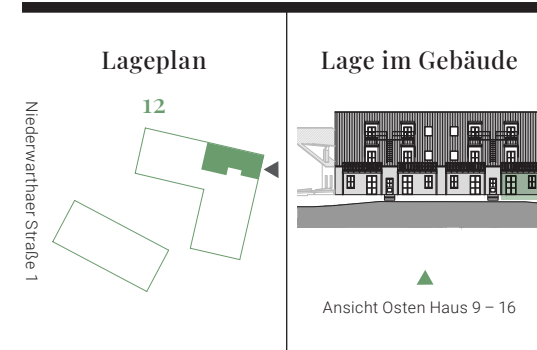 Lageplan
12
Niederwarthaer Straße 1
Lage im Gebäude
Ansicht Osten Haus 9 – 16